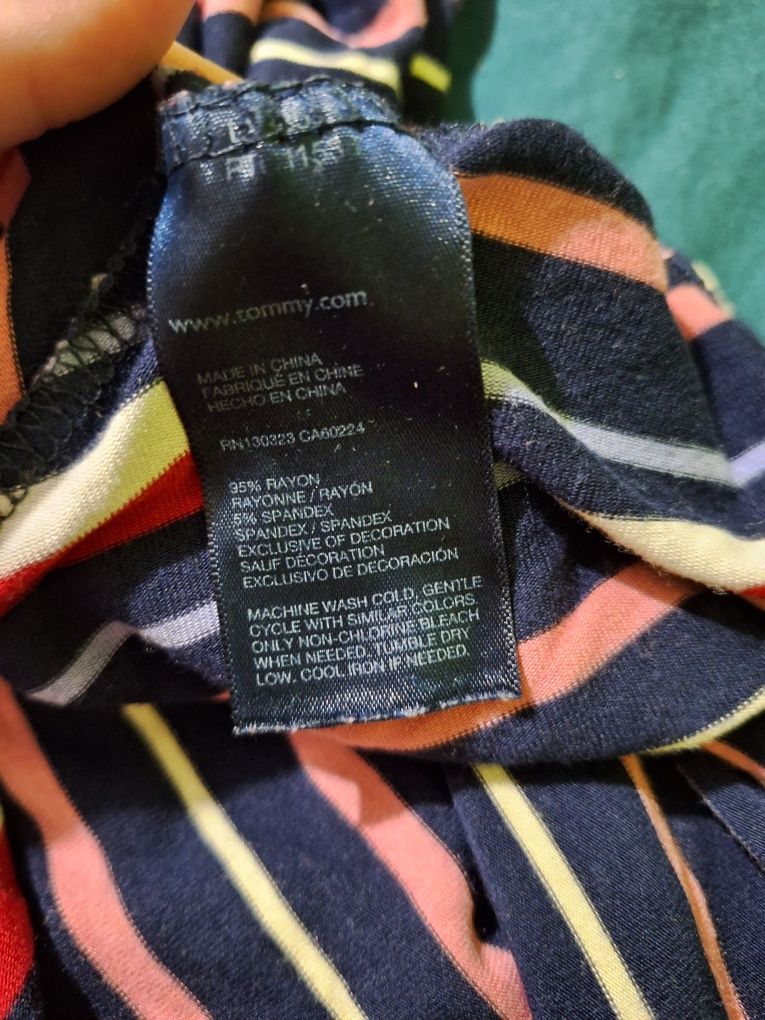 www.tommy.com
MADE IN CHINA
FABRIQUÉ EN CHINE
HECHO EN CHINA
RN130323 CA60224
95% RAYON
RAYONNE / RAYÓN
5% SPANDEX
SPANDEX / SPANDEX
EXCLUSIVE OF DECORATION
SAUF DÉCORATION
EXCLUSIVO DE DECORACIÓN
MACHINE WASH COLD, GENTLE
CYCLE WITH SIMILAR COLORS.
ONLY NON-CHLORINE BLEACH
WHEN NEEDED. TUMBLE DRY
LOW. COOL IRON IF NEEDED.